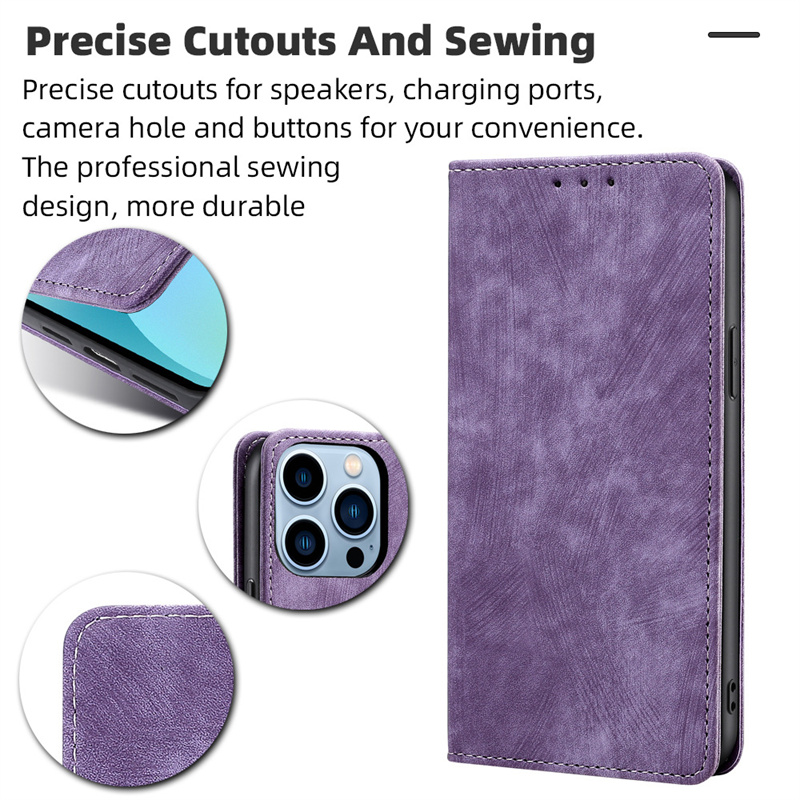 Precise Cutouts And Sewing
Precise cutouts for speakers, charging ports,
camera hole and buttons for your convenience.
The professional sewing
design, more durable